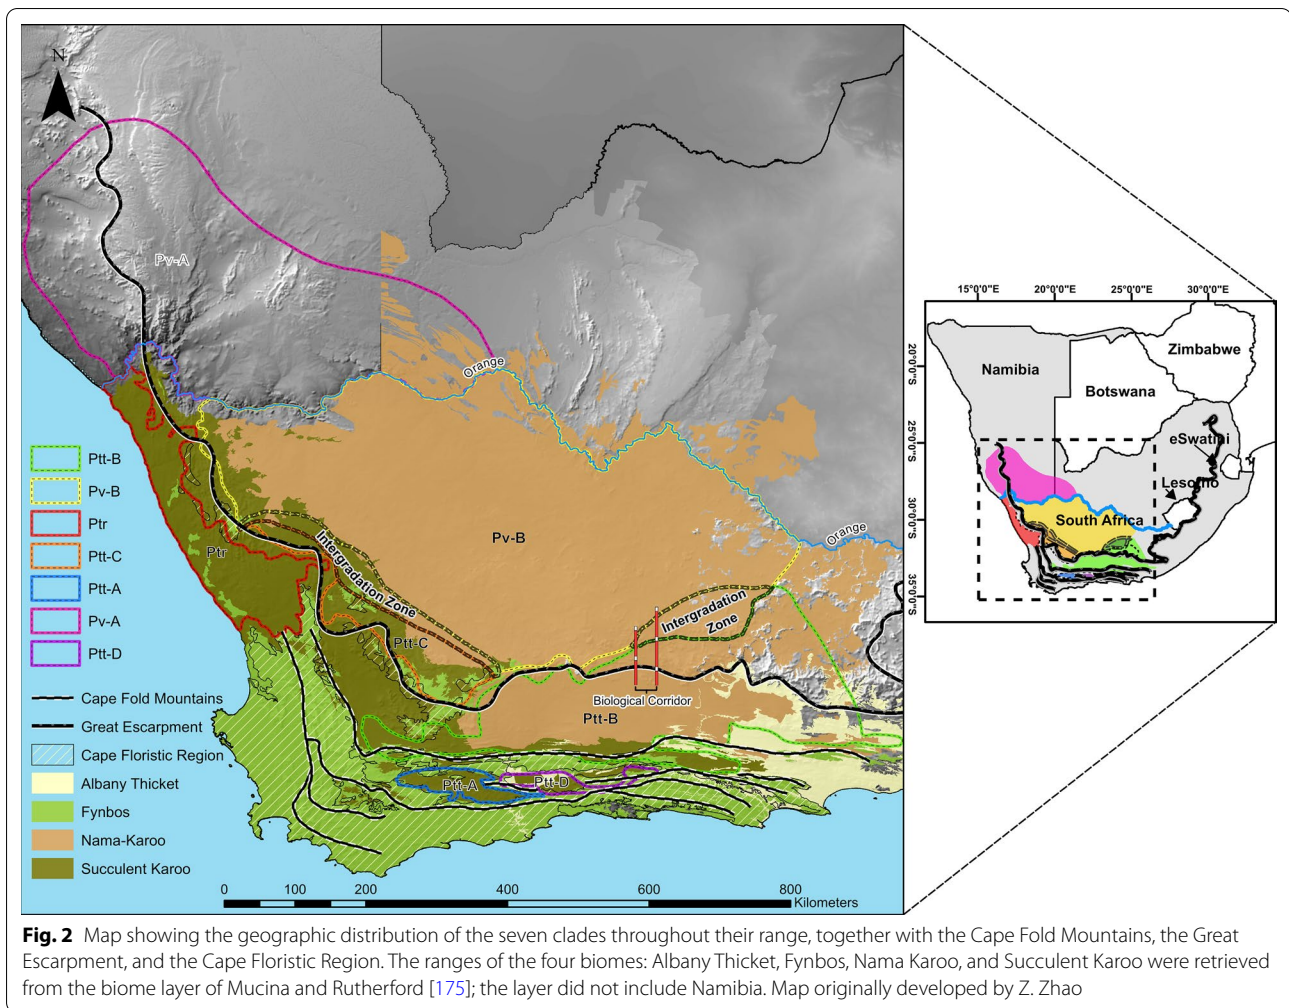 N
Pv-A
Orange
Orange
Ptt-B
Pv-B
Ptr
Ptt-C
Ptt-A
Pv-A
Ptt-D
Cape Fold Mountains
Great Escarpment
Cape Floristic Region
Albany Thicket
Fynbos
Nama-Karoo
Succulent Karoo
Ptr
Intergradation Zone
Pv-B
Intergradation
Zone
Ptt-C
Biological Corridor
Ptt-B
Ptt-A
Ptt-D
0 100 200 400 600 800
Kilometers
15°0'0"E 20°0'0"E 25°0'0"E 30°0'0"E
20°0'0"S
25°0'0"S
30°0'0"S
35°0'0"S
Namibia
Zimbabwe
Botswana
eSwatini
Lesotho
South Africa
Fig. 2 Map showing the geographic distribution of the seven clades throughout their range, together with the Cape Fold Mountains, the Great
Escarpment, and the Cape Floristic Region. The ranges of the four biomes: Albany Thicket, Fynbos, Nama Karoo, and Succulent Karoo were retrieved
from the biome layer of Mucina and Rutherford [175]; the layer did not include Namibia. Map originally developed by Z. Zhao